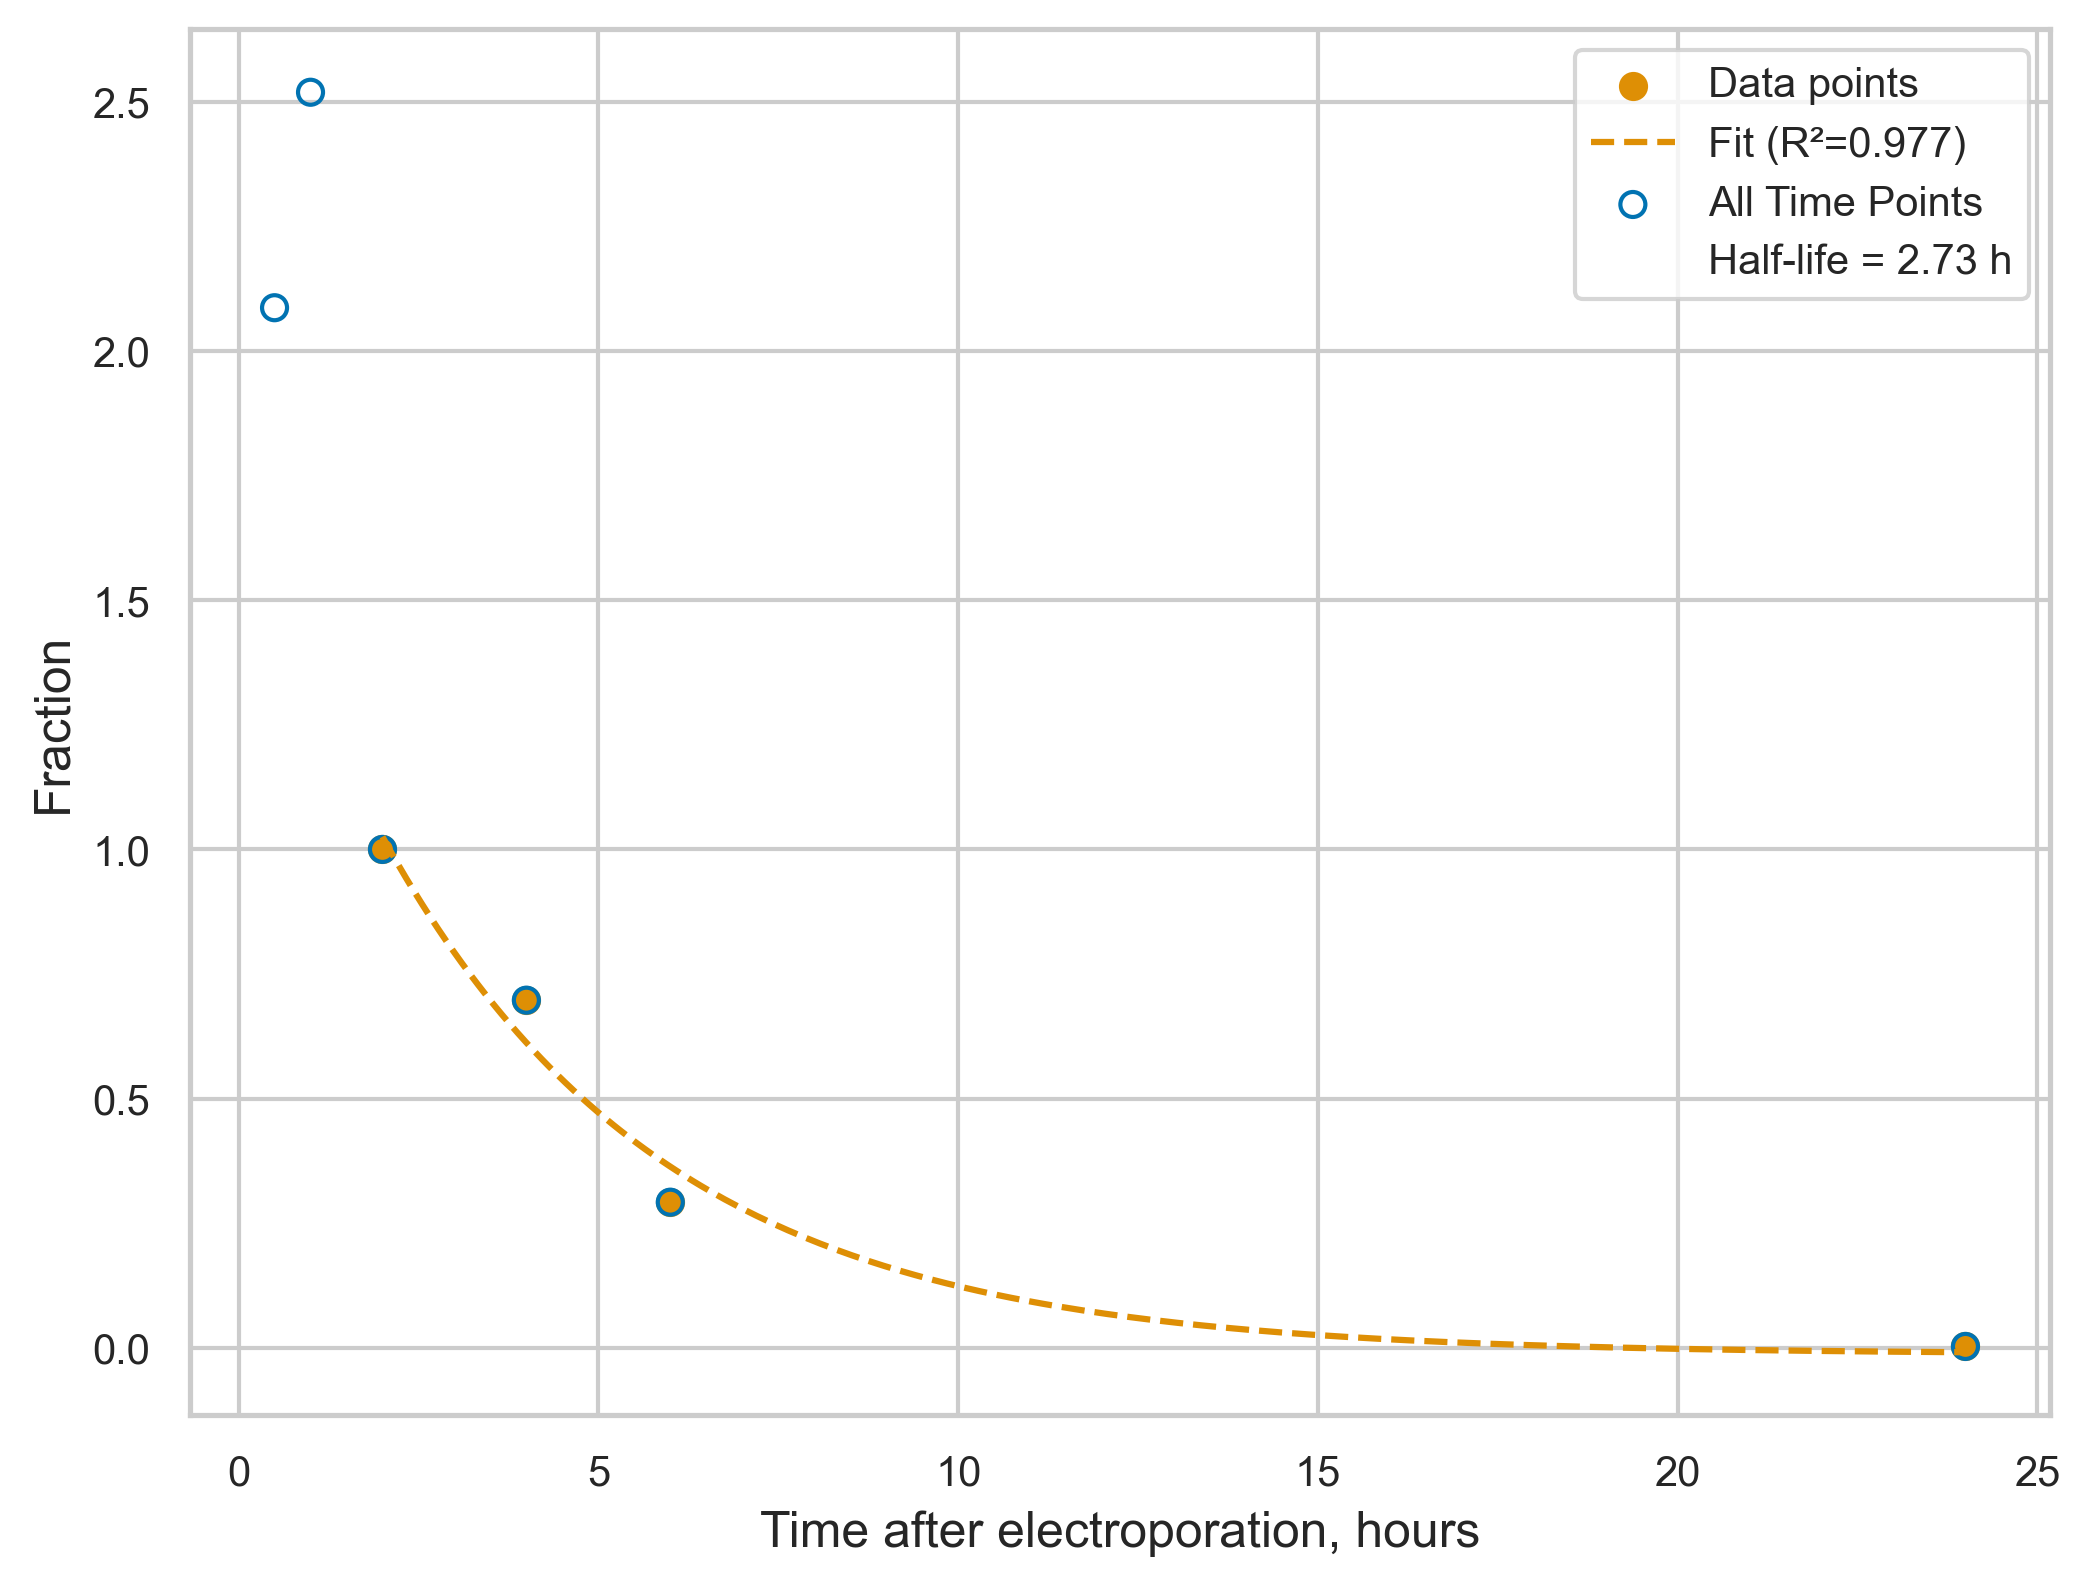 Data points
Fit (R²=0.977)
All Time Points
Half-life = 2.73 h
2.5
2.0
1.5
1.0
0.5
0.0
Fraction
0 5 10 15 20 25
Time after electroporation, hours